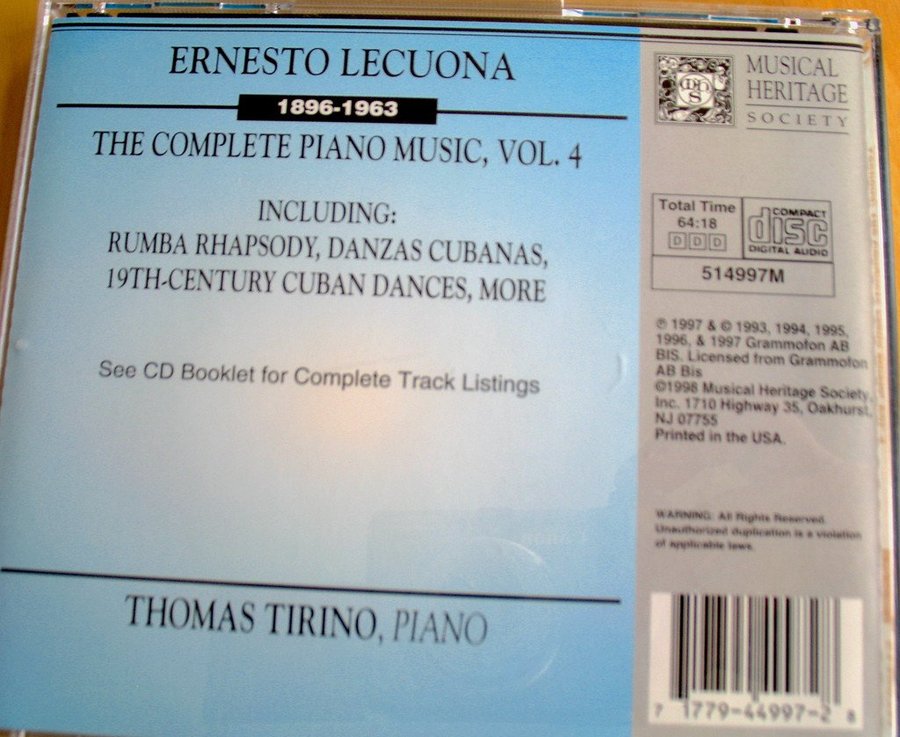 ERNESTO LECUONA
1896-1963
THE COMPLETE PIANO MUSIC, VOL. 4
INCLUDING:
RUMBA RHAPSODY, DANZAS CUBANAS,
19TH-CENTURY CUBAN DANCES, MORE
See CD Booklet for Complete Track Listings
THOMAS TIRINO, PIANO
MUSICAL
HERITAGE
SOCIETY
Total Time
64:18
DDD
COMPACT
disc
DIGITAL AUDIO
514997M
℗ 1997 & © 1993, 1994, 1995,
1996, & 1997 Grammofon AB
BIS. Licensed from Grammofon
AB Bis
©1998 Musical Heritage Society,
Inc. 1710 Highway 35, Oakhurst,
NJ 07755
Printed in the USA.
WARNING: All Rights Reserved.
Unauthorized duplication is a violation
of applicable laws.
7 17794-44997-2 8